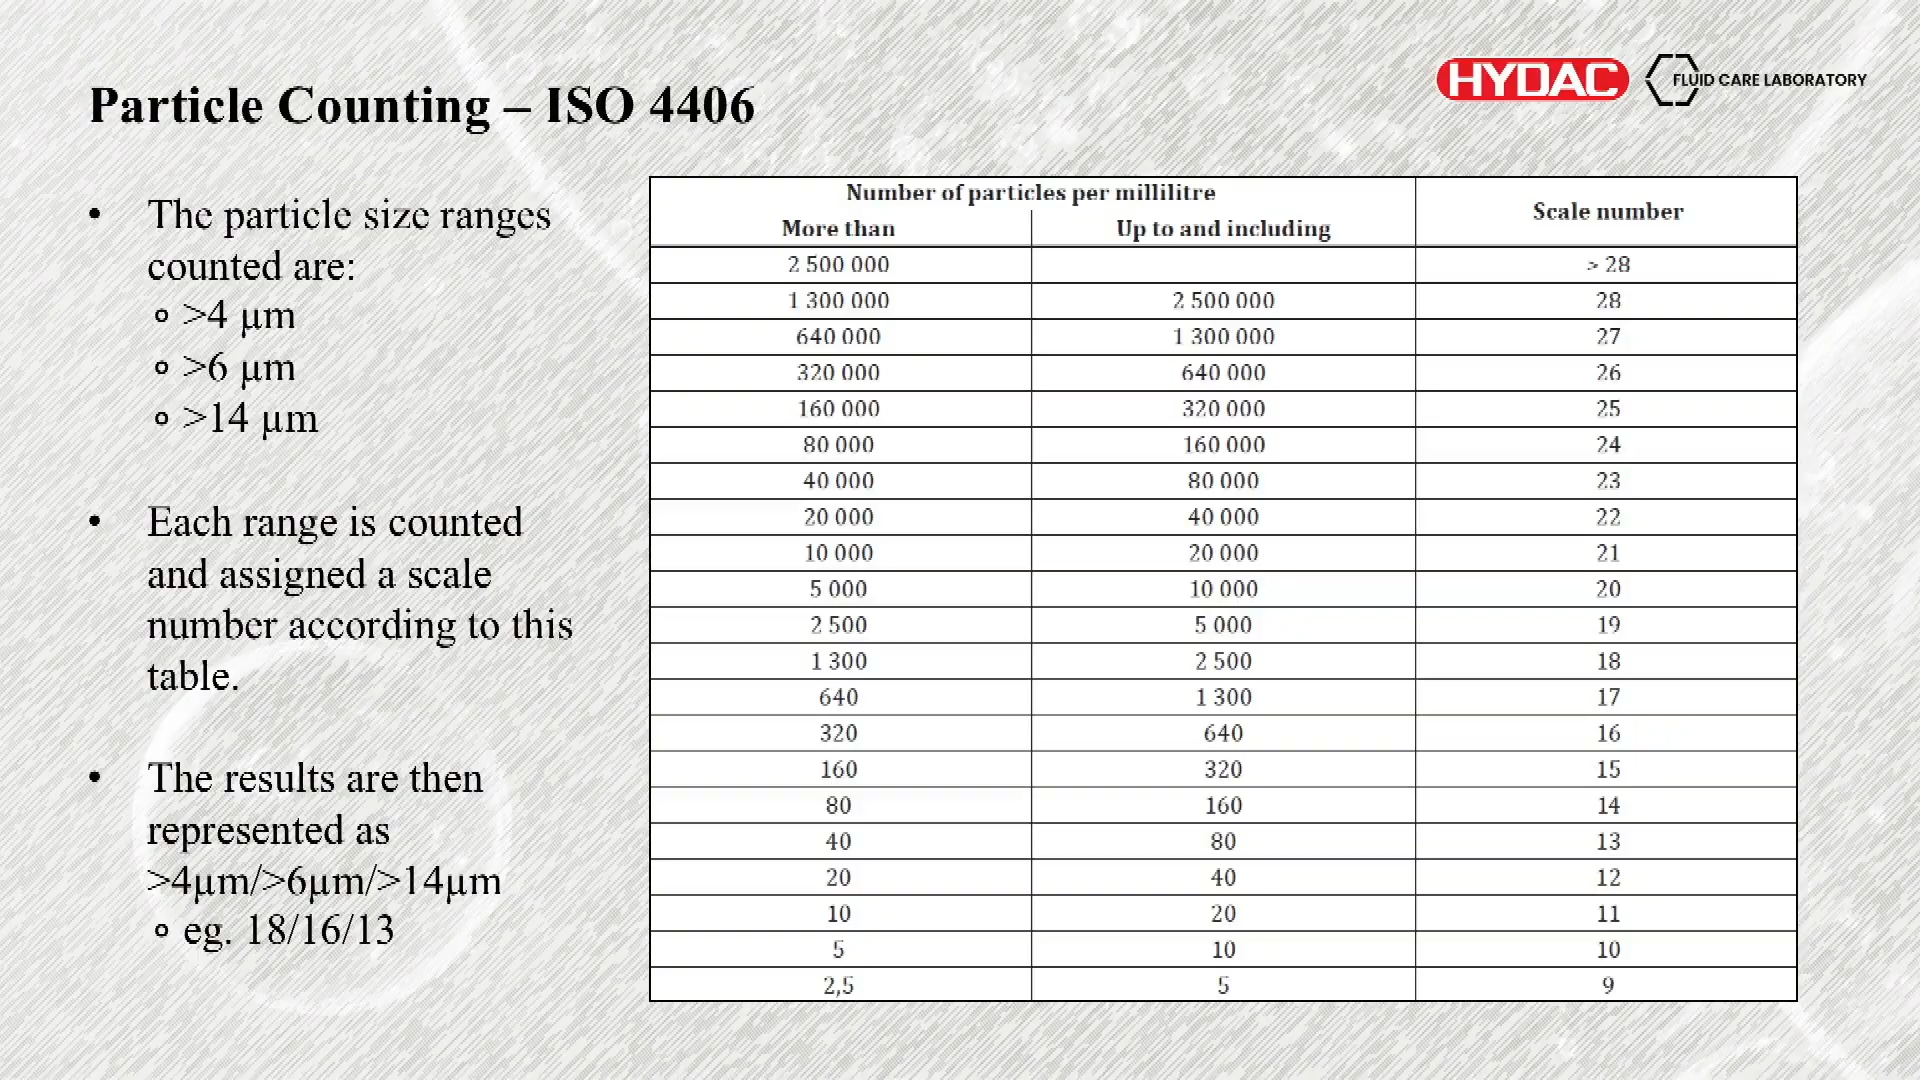 HYDAC FLUID CARE LABORATORY
Particle Counting – ISO 4406
• The particle size ranges
counted are:
>4 µm
>6 µm
>14 µm
• Each range is counted
and assigned a scale
number according to this
table.
• The results are then
represented as
>4µm/>6µm/>14µm
eg. 18/16/13
Number of particles per millilitre
Scale number
More than Up to and including
2 500 000 > 28
1 300 000 2 500 000 28
640 000 1 300 000 27
320 000 640 000 26
160 000 320 000 25
80 000 160 000 24
40 000 80 000 23
20 000 40 000 22
10 000 20 000 21
5 000 10 000 20
2 500 5 000 19
1 300 2 500 18
640 1 300 17
320 640 16
160 320 15
80 160 14
40 80 13
20 40 12
10 20 11
5 10 10
2,5 5 9